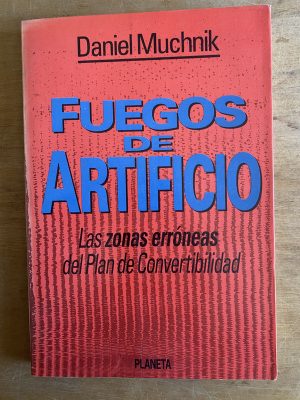 Daniel Muchnik
FUEGOS
DE
ARTIFICIO
Las zonas erróneas
del Plan de Convertibilidad
PLANETA